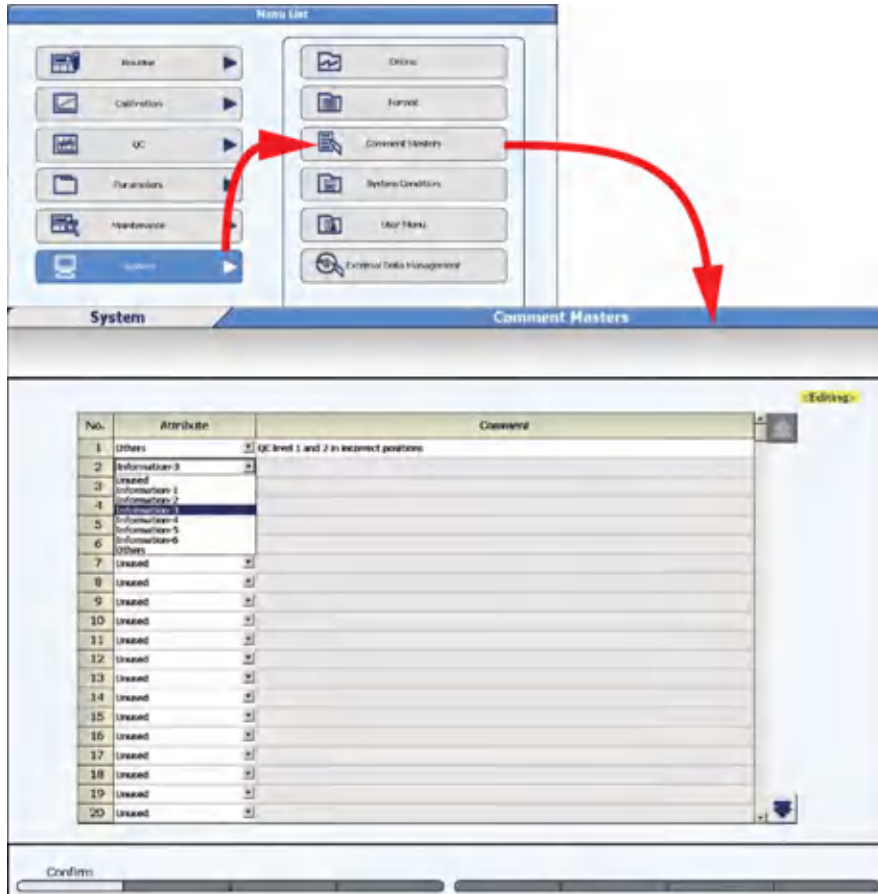 Menu List
Routine
Calibration
QC
Parameters
Maintenance
System
Online
Format
Comment Masters
System Condition
User Menu
External Data Management
System
Comment Masters
<Editing>
No. Attribute Comment
1 Others QC level 1 and 2 in incorrect positions
2 Information-3
3 Unused
Information-1
Information-2
4 Information-3
5 Information-4
Information-5
6 Information-6
Others
7 Unused
8 Unused
9 Unused
10 Unused
11 Unused
12 Unused
13 Unused
14 Unused
15 Unused
16 Unused
17 Unused
18 Unused
19 Unused
20 Unused
Confirm